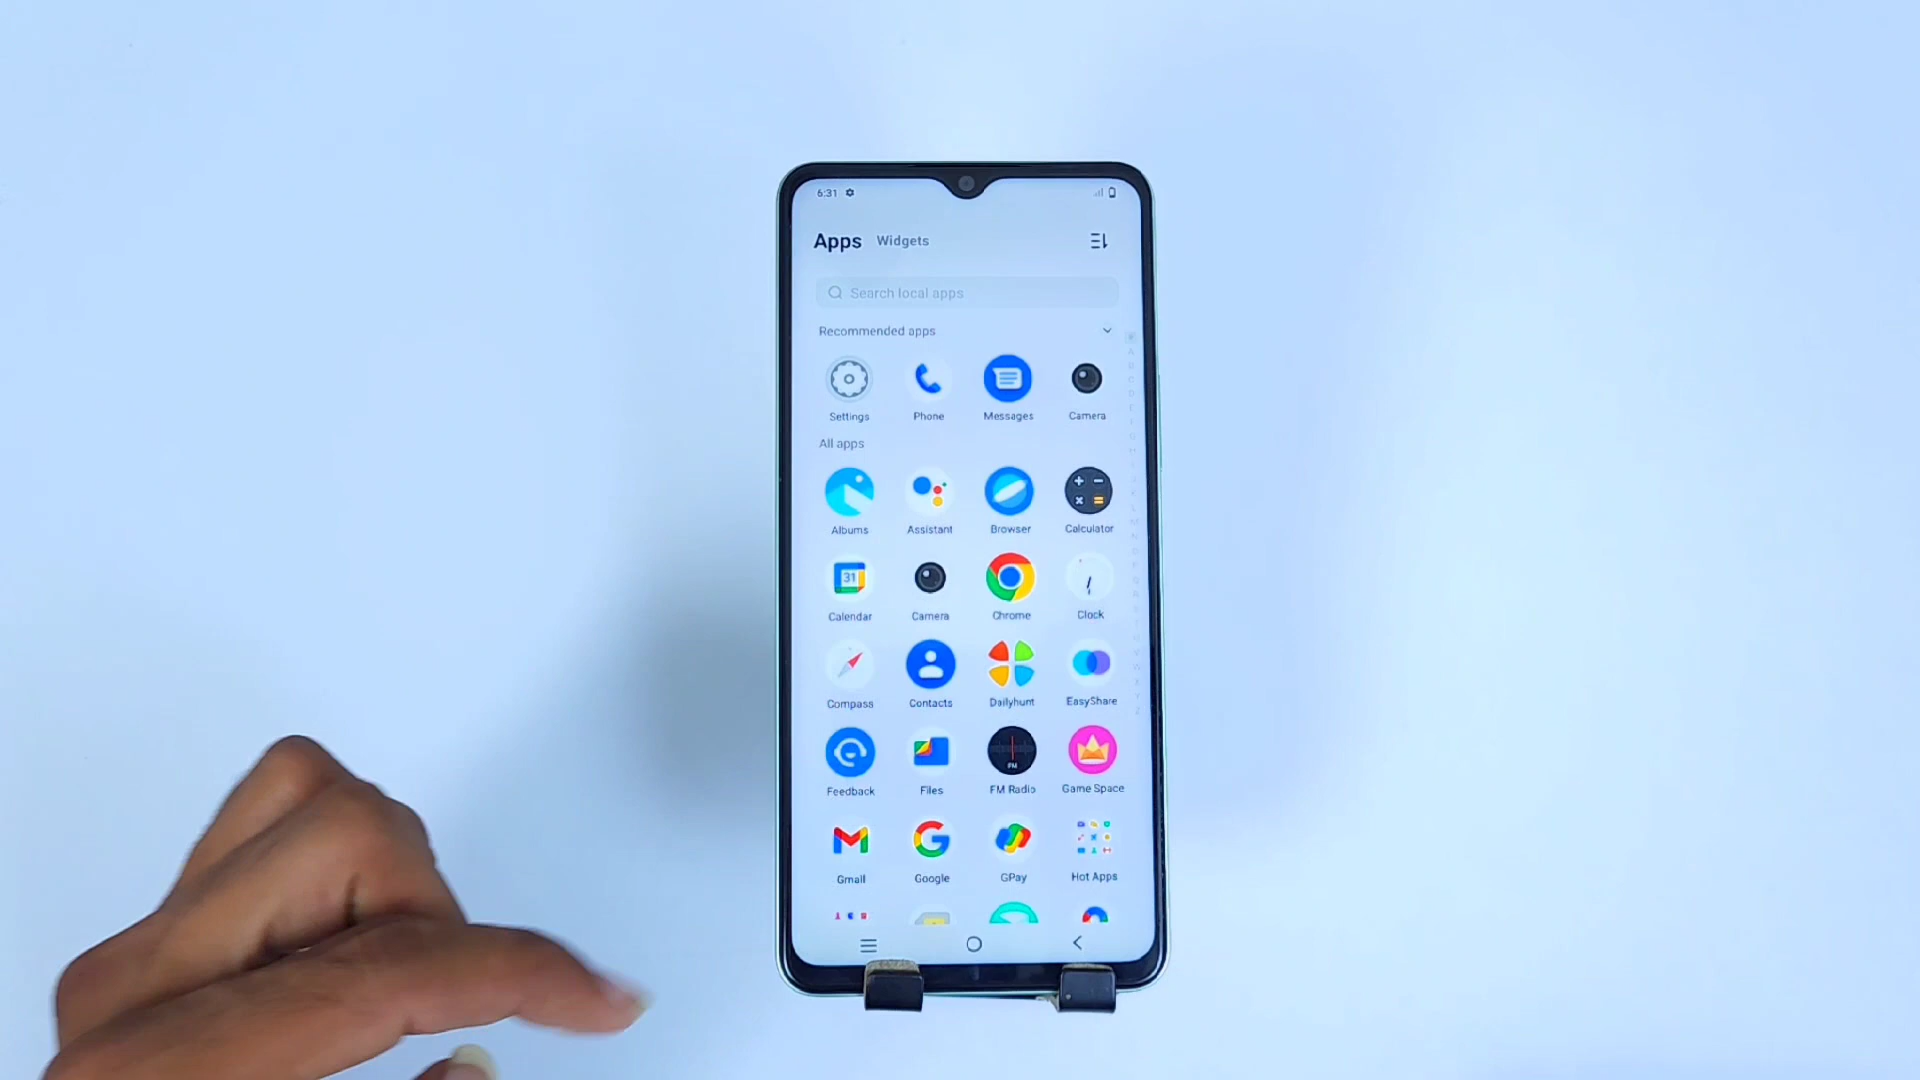 6:31
Apps Widgets
Search local apps
Recommended apps
Settings Phone Messages Camera
All apps
Albums Assistant Browser Calculator
31
Calendar Camera Chrome Clock
Compass Contacts Dailyhunt EasyShare
FM
Feedback Files FM Radio Game Space
Gmail Google GPay Hot Apps